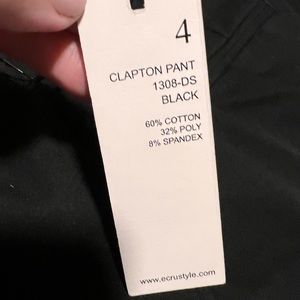 4
CLAPTON PANT
1308-DS
BLACK
60% COTTON
32% POLY
8% SPANDEX
www.ecrustyle.com